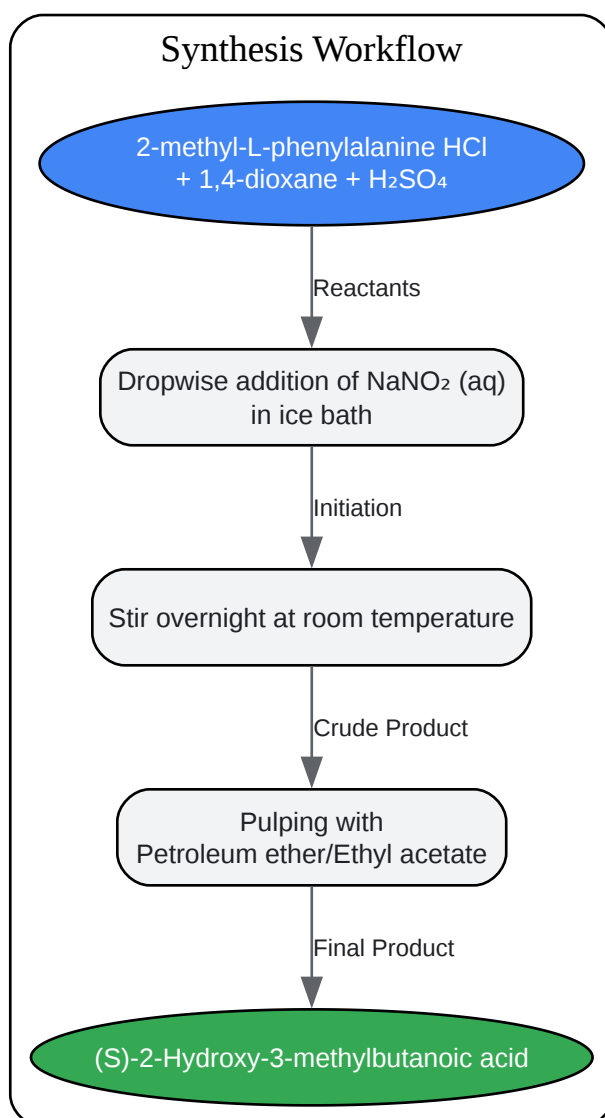 Synthesis Workflow
2-methyl-L-phenylalanine HCl
+ 1,4-dioxane + H₂SO₄
Reactants
Dropwise addition of NaNO₂ (aq)
in ice bath
Initiation
Stir overnight at room temperature
Crude Product
Pulping with
Petroleum ether/Ethyl acetate
Final Product
(S)-2-Hydroxy-3-methylbutanoic acid